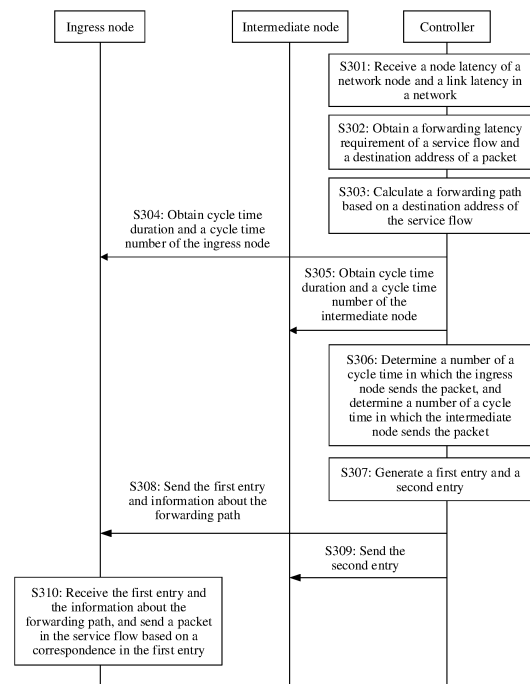 Ingress node
Intermediate node
Controller
S301: Receive a node latency of a
network node and a link latency in
a network
S302: Obtain a forwarding latency
requirement of a service flow and
a destination address of a packet
S303: Calculate a forwarding path
based on a destination address of
the service flow
S304: Obtain cycle time
duration and a cycle time
number of the ingress node
S305: Obtain cycle time
duration and a cycle time
number of the
intermediate node
S306: Determine a number of a
cycle time in which the ingress
node sends the packet, and
determine a number of a cycle
time in which the intermediate
node sends the packet
S307: Generate a first entry and a
second entry
S308: Send the first entry
and information about the
forwarding path
S309: Send the
second entry
S310: Receive the first entry and
the information about the
forwarding path, and send a packet
in the service flow based on a
correspondence in the first entry